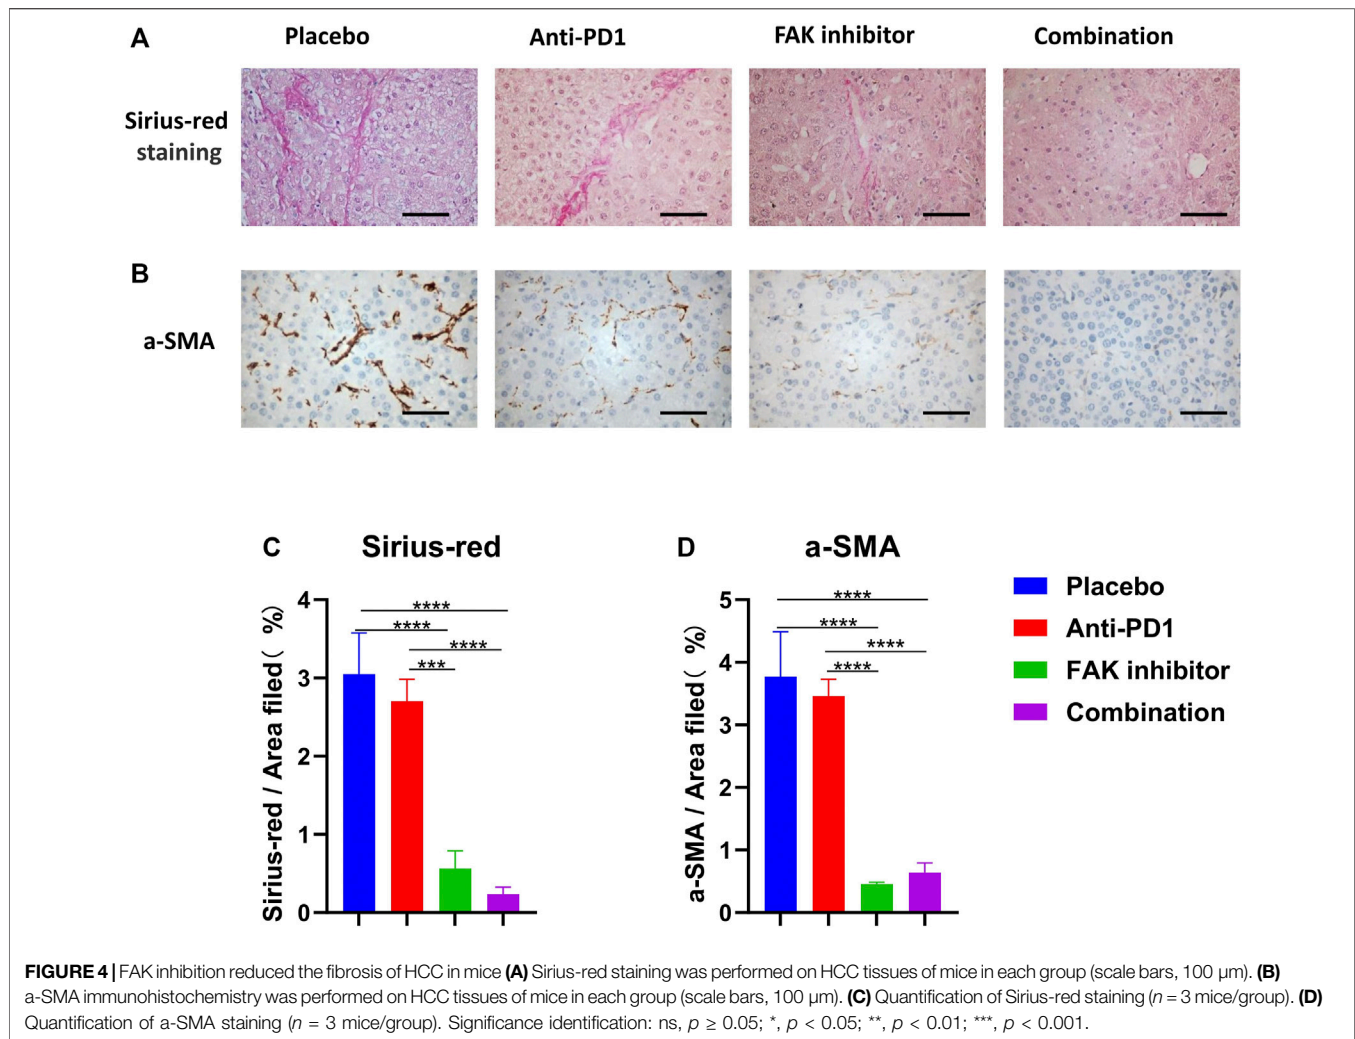 A Placebo Anti-PD1 FAK inhibitor Combination
Sirius-red
staining
B
a-SMA
C Sirius-red
D a-SMA
Sirius-red / Area filed( %)
4
3
2
1
0
****
****
****
***
a-SMA / Area filed( %)
5
4
3
2
1
0
****
****
****
****
Placebo
Anti-PD1
FAK inhibitor
Combination
FIGURE 4 | FAK inhibition reduced the fibrosis of HCC in mice (A) Sirius-red staining was performed on HCC tissues of mice in each group (scale bars, 100 μm). (B)
a-SMA immunohistochemistry was performed on HCC tissues of mice in each group (scale bars, 100 μm). (C) Quantification of Sirius-red staining (n = 3 mice/group). (D)
Quantification of a-SMA staining (n = 3 mice/group). Significance identification: ns, p ≥ 0.05; *, p < 0.05; **, p < 0.01; ***, p < 0.001.